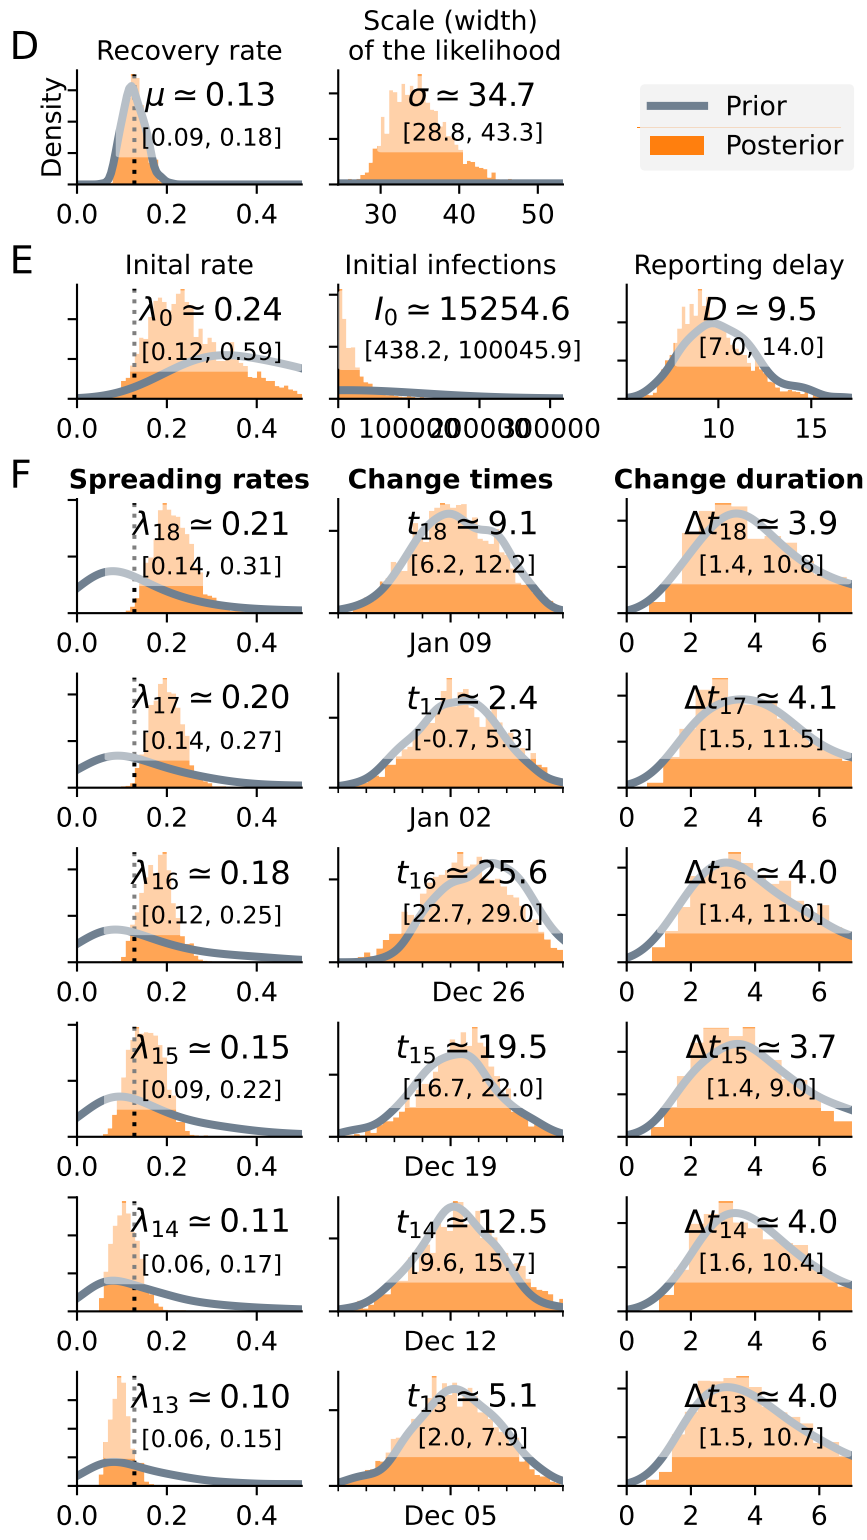 D
Recovery rate
Scale (width)
of the likelihood
Density
μ ≃ 0.13
[0.09, 0.18]
0.0 0.2 0.4
σ ≃ 34.7
[28.8, 43.3]
30 40 50
Prior
Posterior
E
Inital rate
λ0 ≃ 0.24
[0.12, 0.59]
0.0 0.2 0.4
Initial infections
I0 ≃ 15254.6
[438.2, 100045.9]
0 100000 200000 300000
Reporting delay
D ≃ 9.5
[7.0, 14.0]
10 15
F
Spreading rates Change times Change duration
λ18 ≃ 0.21
[0.14, 0.31]
0.0 0.2 0.4
t18 ≃ 9.1
[6.2, 12.2]
Jan 09
Δt18 ≃ 3.9
[1.4, 10.8]
0 2 4 6
λ17 ≃ 0.20
[0.14, 0.27]
0.0 0.2 0.4
t17 ≃ 2.4
[-0.7, 5.3]
Jan 02
Δt17 ≃ 4.1
[1.5, 11.5]
0 2 4 6
λ16 ≃ 0.18
[0.12, 0.25]
0.0 0.2 0.4
t16 ≃ 25.6
[22.7, 29.0]
Dec 26
Δt16 ≃ 4.0
[1.4, 11.0]
0 2 4 6
λ15 ≃ 0.15
[0.09, 0.22]
0.0 0.2 0.4
t15 ≃ 19.5
[16.7, 22.0]
Dec 19
Δt15 ≃ 3.7
[1.4, 9.0]
0 2 4 6
λ14 ≃ 0.11
[0.06, 0.17]
0.0 0.2 0.4
t14 ≃ 12.5
[9.6, 15.7]
Dec 12
Δt14 ≃ 4.0
[1.6, 10.4]
0 2 4 6
λ13 ≃ 0.10
[0.06, 0.15]
0.0 0.2 0.4
t13 ≃ 5.1
[2.0, 7.9]
Dec 05
Δt13 ≃ 4.0
[1.5, 10.7]
0 2 4 6